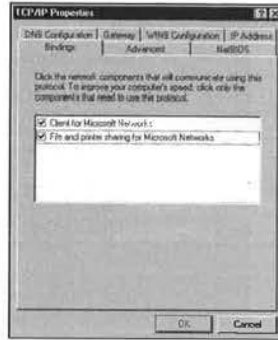 TCP/IP Properties
DNS Configuration Gateway WINS Configuration IP Address
Bindings Advanced NetBIOS
Click the network components that will communicate using this
protocol. To improve your computer's speed, click only the
components that need to use this protocol.
Client for Microsoft Networks
File and printer sharing for Microsoft Networks
OK Cancel